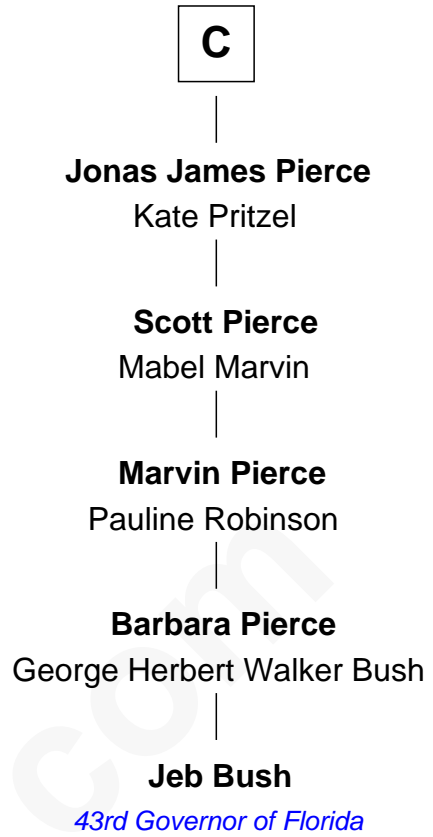 C
Jonas James Pierce
Kate Pritzel
Scott Pierce
Mabel Marvin
Marvin Pierce
Pauline Robinson
Barbara Pierce
George Herbert Walker Bush
Jeb Bush
43rd Governor of Florida
com